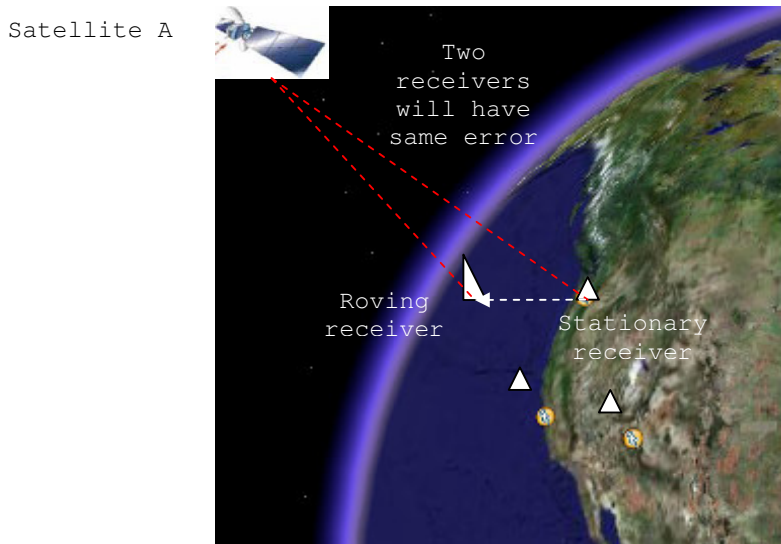 Satellite A
Two
receivers
will have
same error
Roving
receiver
Stationary
receiver